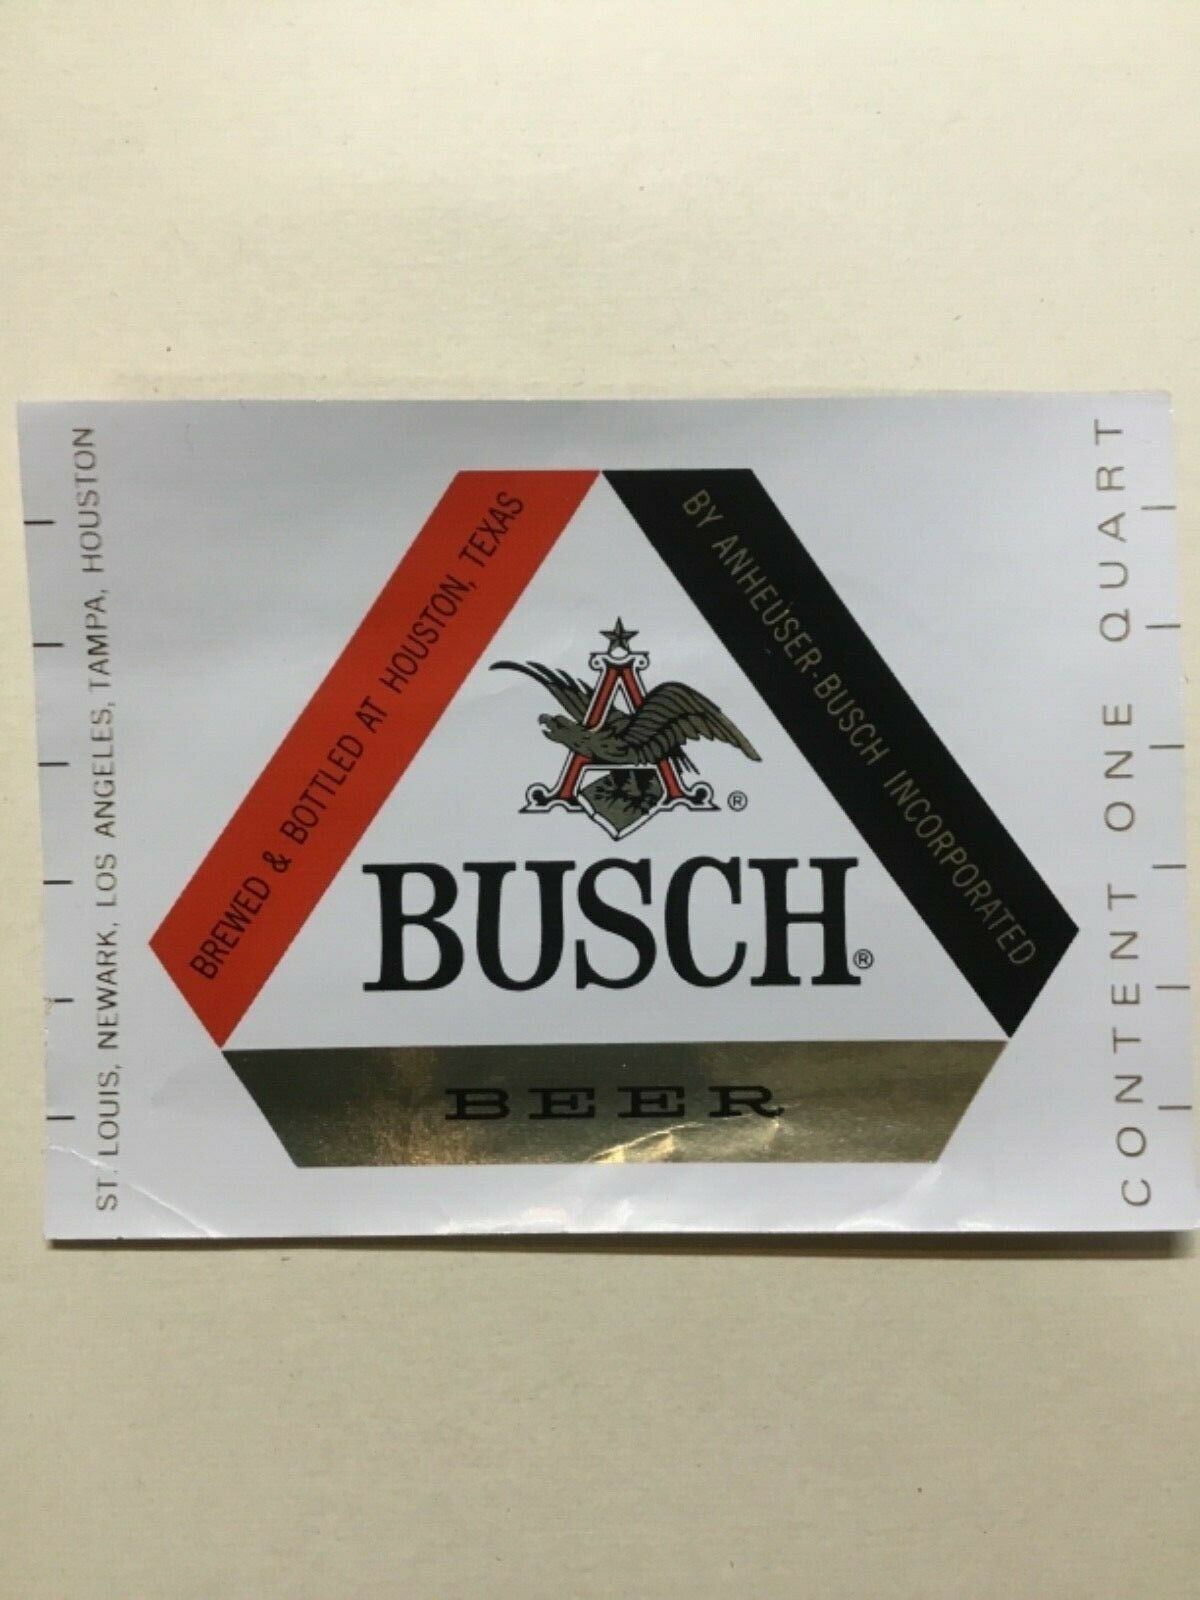 ST. LOUIS, NEWARK, LOS ANGELES, TAMPA, HOUSTON
BREWED & BOTTLED AT HOUSTON, TEXAS
BY ANHEUSER-BUSCH INCORPORATED
A ®
BUSCH®
BEER
CONTENT ONE QUART